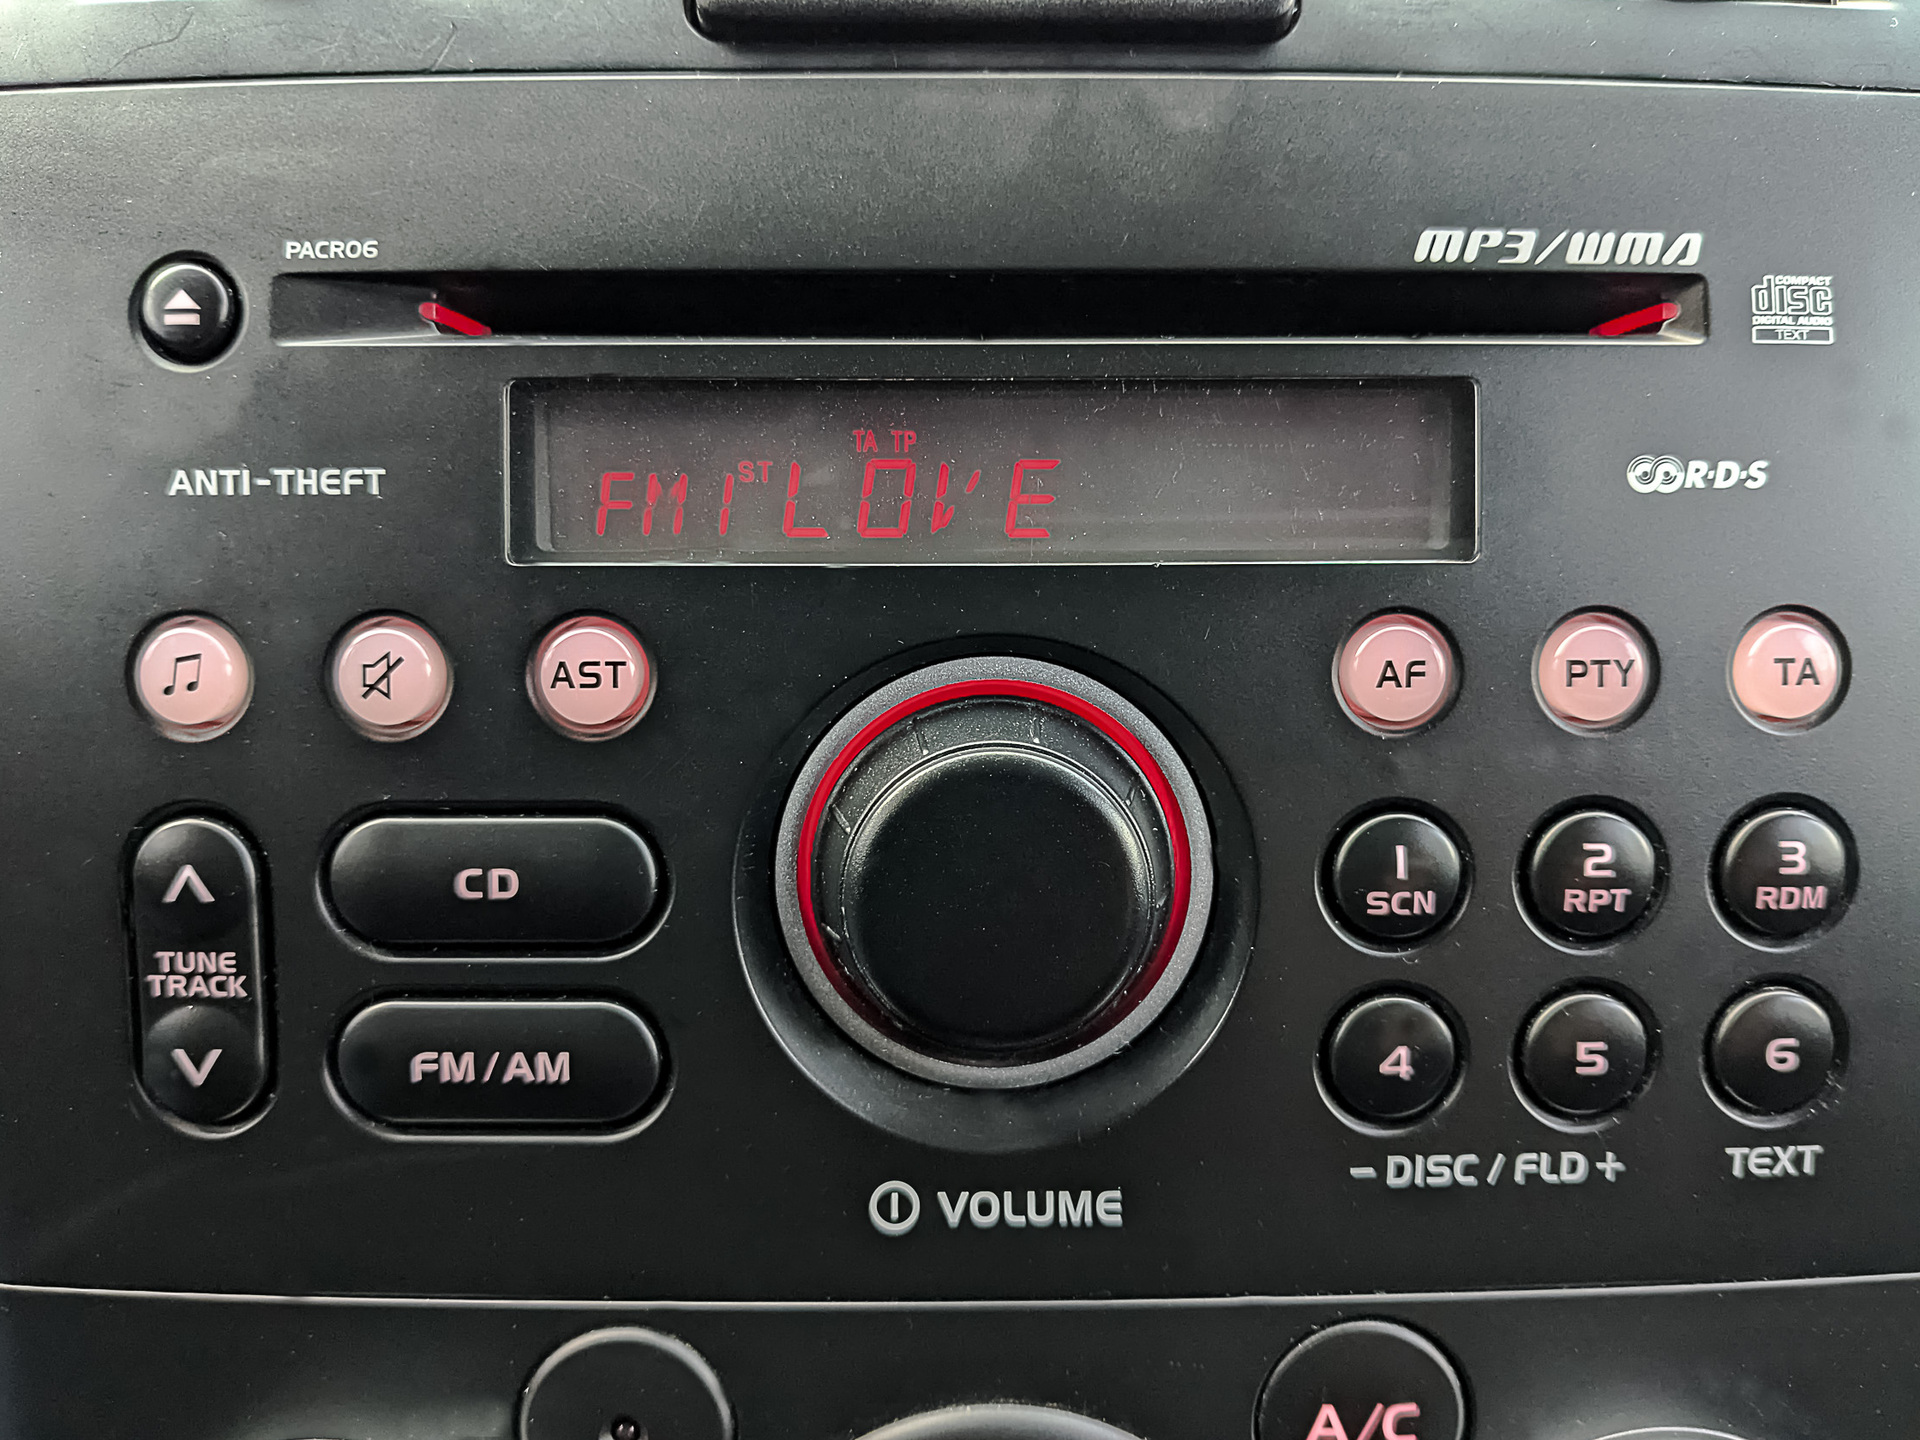 PACR06
MP3/WMA
COMPACT
disc
DIGITAL AUDIO
TEXT
TA TP
FM1 ST LOVE
ANTI-THEFT
R·D·S
AST
AF
PTY
TA
TUNE
TRACK
CD
FM/AM
1
SCN
2
RPT
3
RDM
4
5
6
- DISC / FLD +
TEXT
VOLUME
A/C